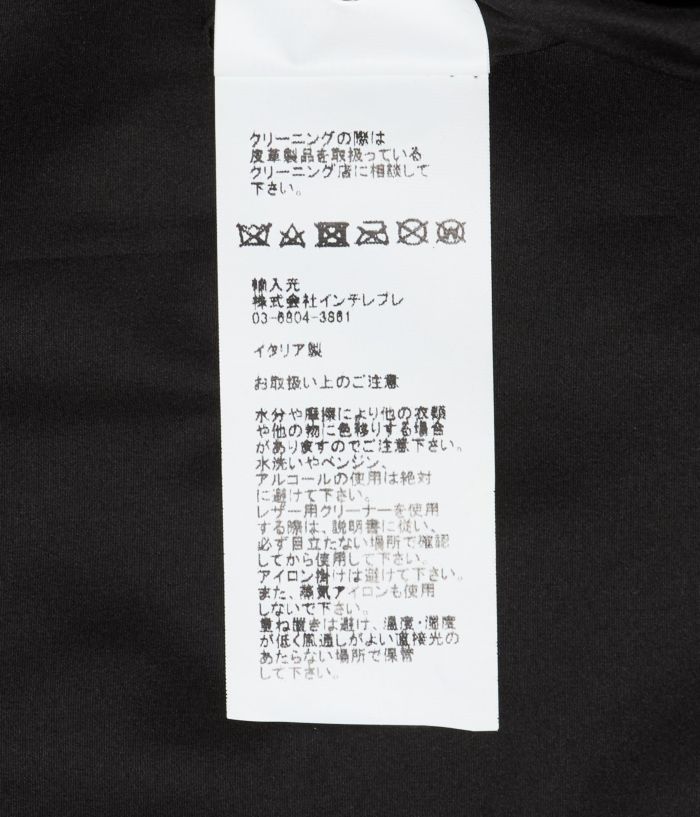 クリーニングの際は
皮革製品を取扱っている
クリーニング店に相談して
下さい。
輸入元
株式会社インテレプレ
03-6804-3861
イタリア製
お取扱い上のご注意
水分や摩擦により他の衣類
や他の物に色移りする場合
がありますのでご注意下さい。
水洗いやベンジン、
アルコールの使用は絶対
に避けて下さい。
レザー用クリーナーを使用
する際は、説明書に従い、
必ず目立たない場所で確認
してから使用して下さい。
アイロン掛けは避けて下さい。
また、蒸気アイロンも使用
しないで下さい。
重ね置きは避け、温度・湿度
が低く風通しがよい直接光の
あたらない場所で保管
して下さい。